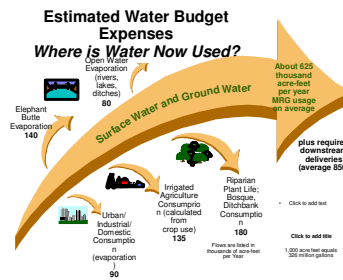 Estimated Water Budget
Expenses
Where is Water Now Used?
Open Water
Evaporation
(rivers,
lakes,
ditches)
80
Elephant
Butte
Evaporation
140
Surface Water and Ground Water
About 625
thousand
acre-feet
per year
MRG usage
on average
plus require
downstream
deliveries
(average 850
Urban/
Industrial/
Domestic
Consumptio
n
(evaporation
)
90
Irrigated
Agriculture
Consumptio
n (calculated
from
crop use)
135
Riparian
Plant Life;
Bosque,
Ditchbank
Consumptio
n
180
Flows are listed in
thousands of acre-feet
per Year
• Click to add text
Click to add title
1,000 acre feet equals
326 million gallons